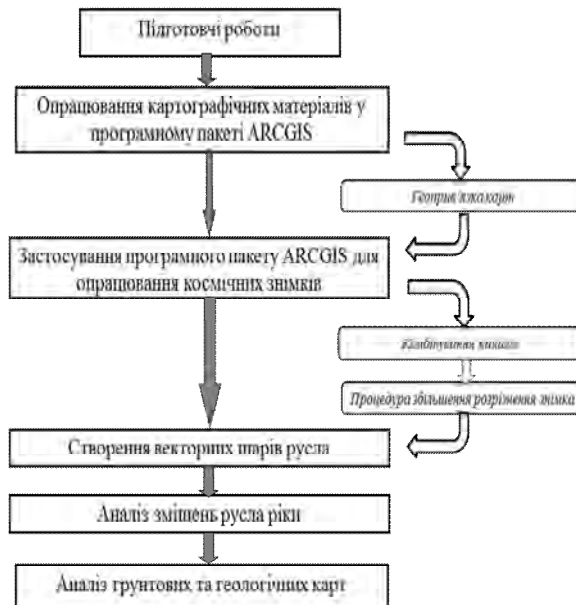 Підготовчі роботи
Опрацювання картографічних матеріалів у
програмному пакеті ARCGIS
Геоприв'язка карт
Застосування програмного пакету ARCGIS для
опрацювання космічних знімків
Комбінування
Процедура збільшення розрізнення знімка
Створення векторних шарів русла
Аналіз зміщень русла ріки
Аналіз грунтових та геологічних карт